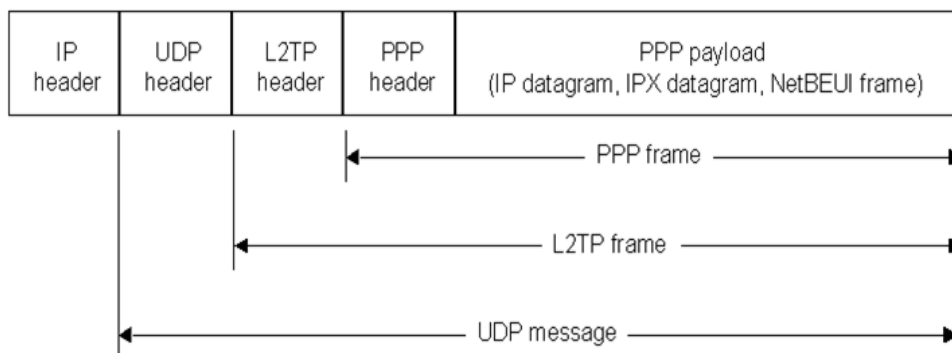 IP header
UDP header
L2TP header
PPP header
PPP payload
(IP datagram, IPX datagram, NetBEUI frame)
PPP frame
L2TP frame
UDP message